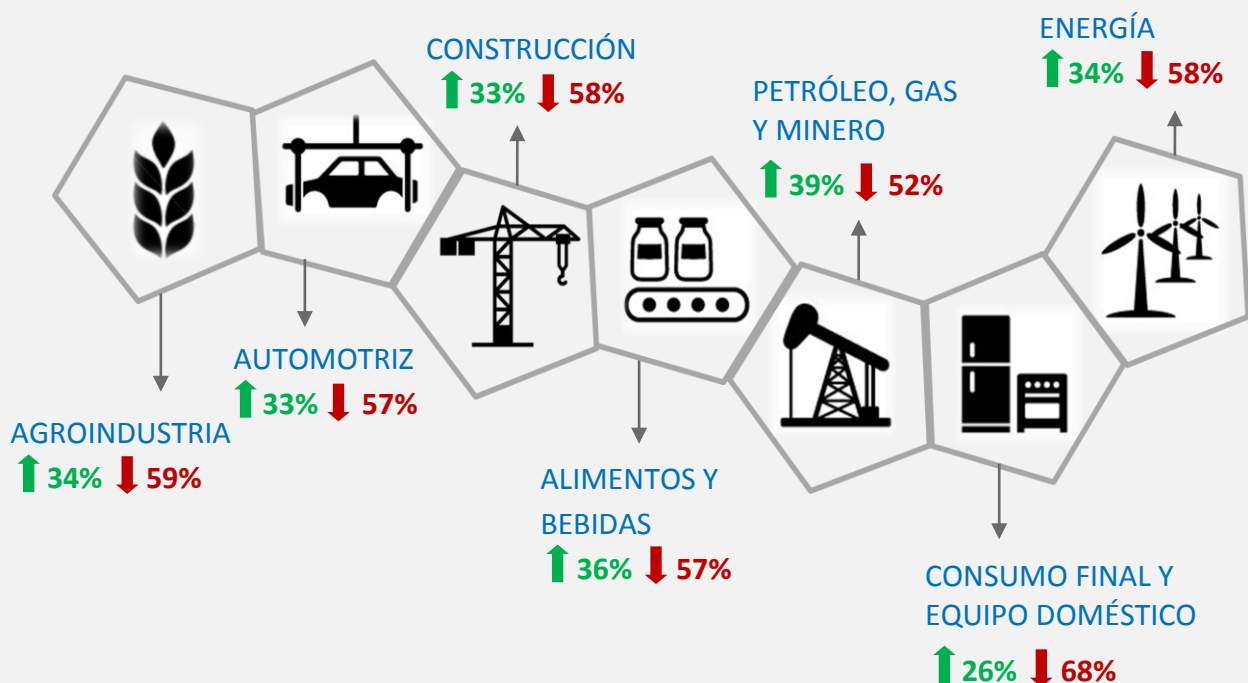 ENERGÍA
34% 58%
CONSTRUCCIÓN
33% 58%
PETRÓLEO, GAS
Y MINERO
39% 52%
AUTOMOTRIZ
33% 57%
AGROINDUSTRIA
34% 59%
ALIMENTOS Y
BEBIDAS
36% 57%
CONSUMO FINAL Y
EQUIPO DOMÉSTICO
26% 68%